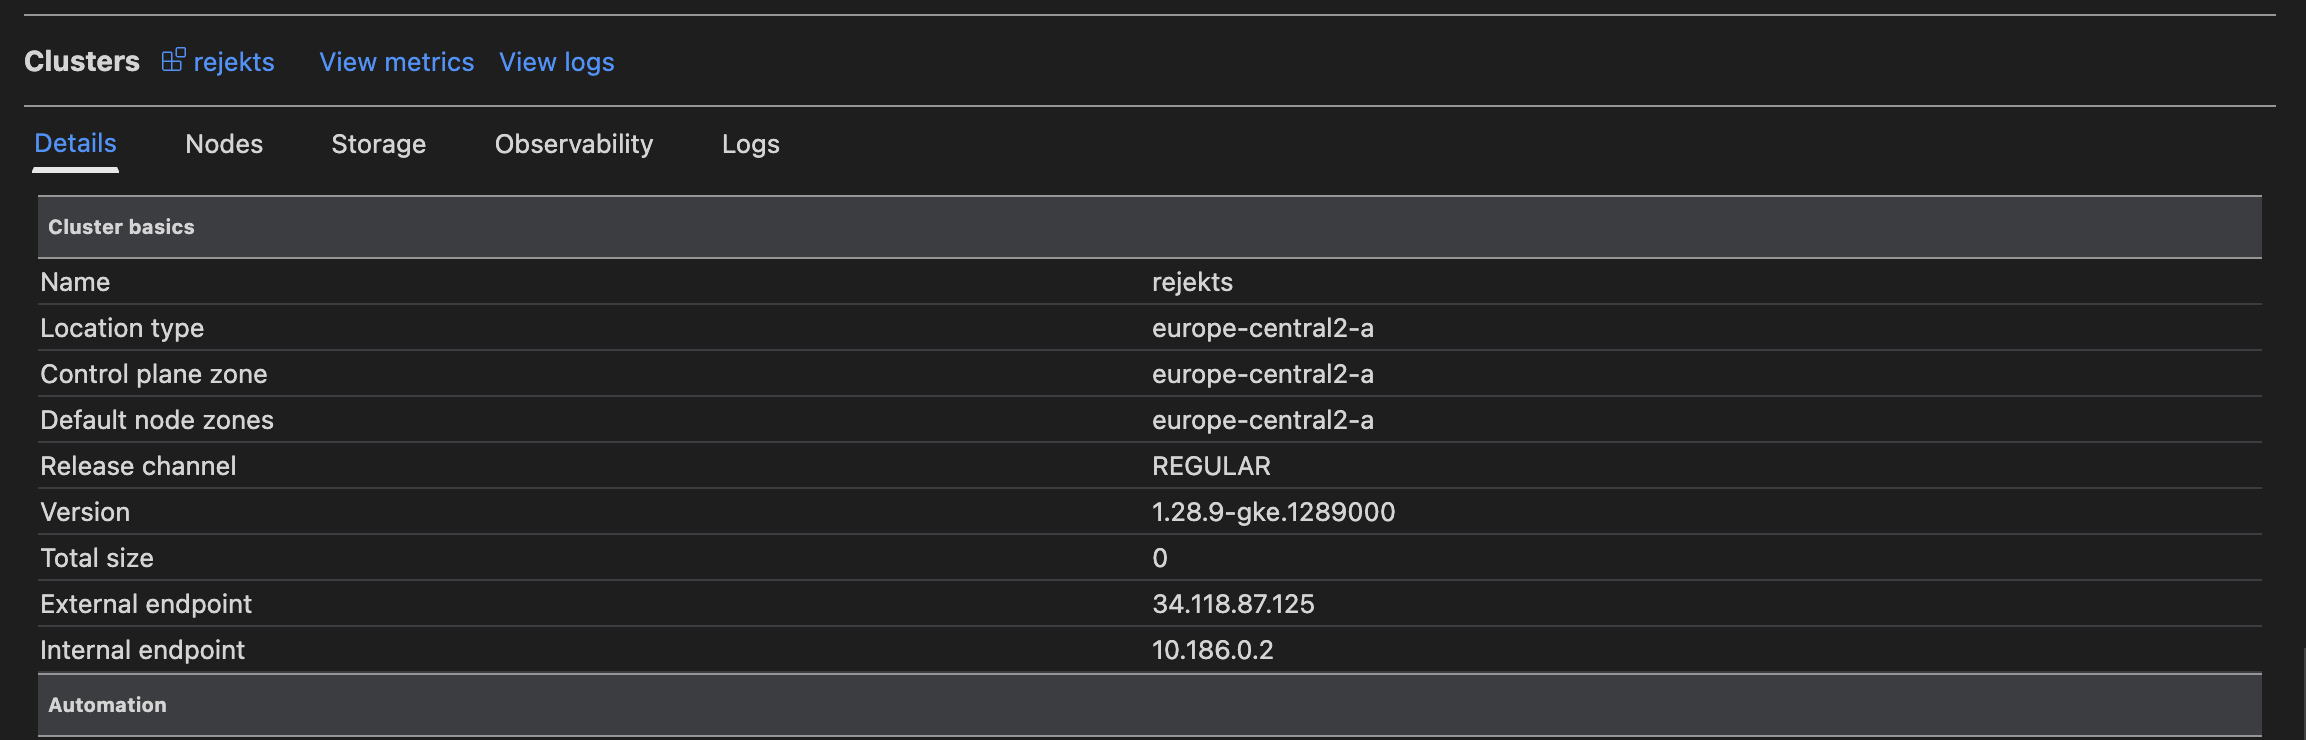 Clusters rejekts View metrics View logs
Details Nodes Storage Observability Logs
Cluster basics
Name rejekts
Location type europe-central2-a
Control plane zone europe-central2-a
Default node zones europe-central2-a
Release channel REGULAR
Version 1.28.9-gke.1289000
Total size 0
External endpoint 34.118.87.125
Internal endpoint 10.186.0.2
Automation